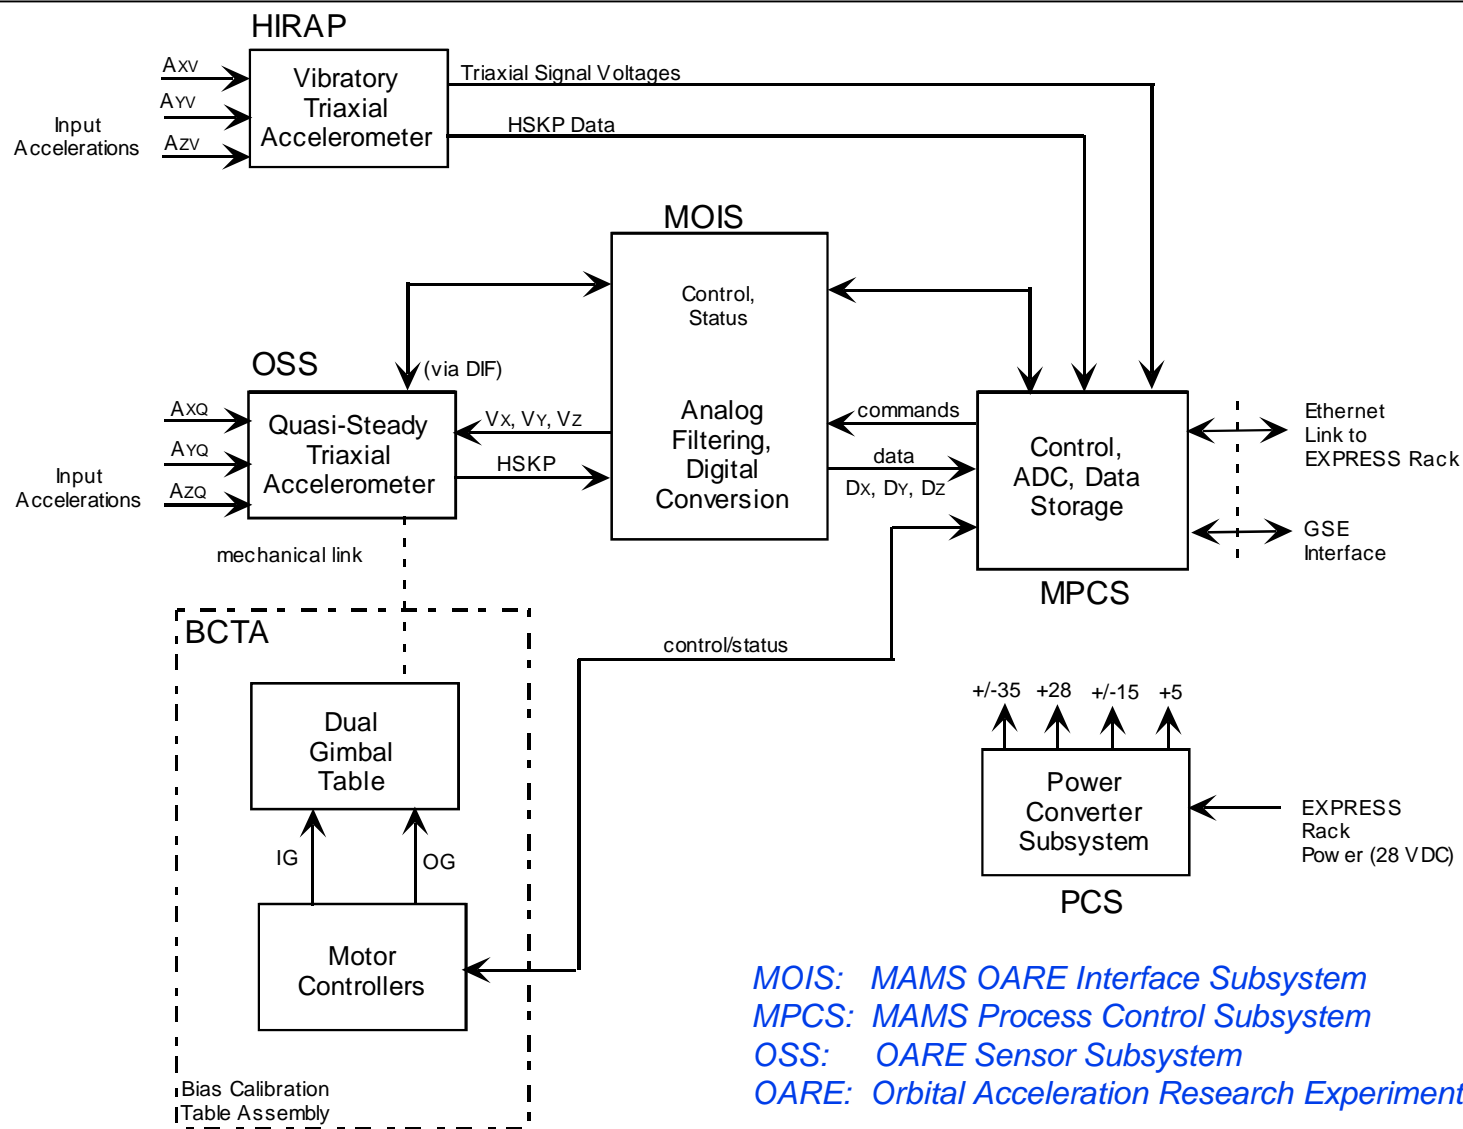 HIRAP
AXV
AYV
AZV
Input
Accelerations
Vibratory
Triaxial
Accelerometer
Triaxial Signal Voltages
HSKP Data
MOIS
Control,
Status
Analog
Filtering,
Digital
Conversion
OSS
(via DIF)
AXQ
AYQ
AZQ
Input
Accelerations
Quasi-Steady
Triaxial
Accelerometer
VX, VY, VZ
HSKP
commands
data
DX, DY, DZ
Control,
ADC, Data
Storage
MPCS
Ethernet
Link to
EXPRESS Rack
GSE
Interface
mechanical link
BCTA
control/status
Dual
Gimbal
Table
IG
OG
Motor
Controllers
Bias Calibration
Table Assembly
+/-35 +28 +/-15 +5
Power
Converter
Subsystem
PCS
EXPRESS
Rack
Power (28 VDC)
MOIS: MAMS OARE Interface Subsystem
MPCS: MAMS Process Control Subsystem
OSS: OARE Sensor Subsystem
OARE: Orbital Acceleration Research Experiment